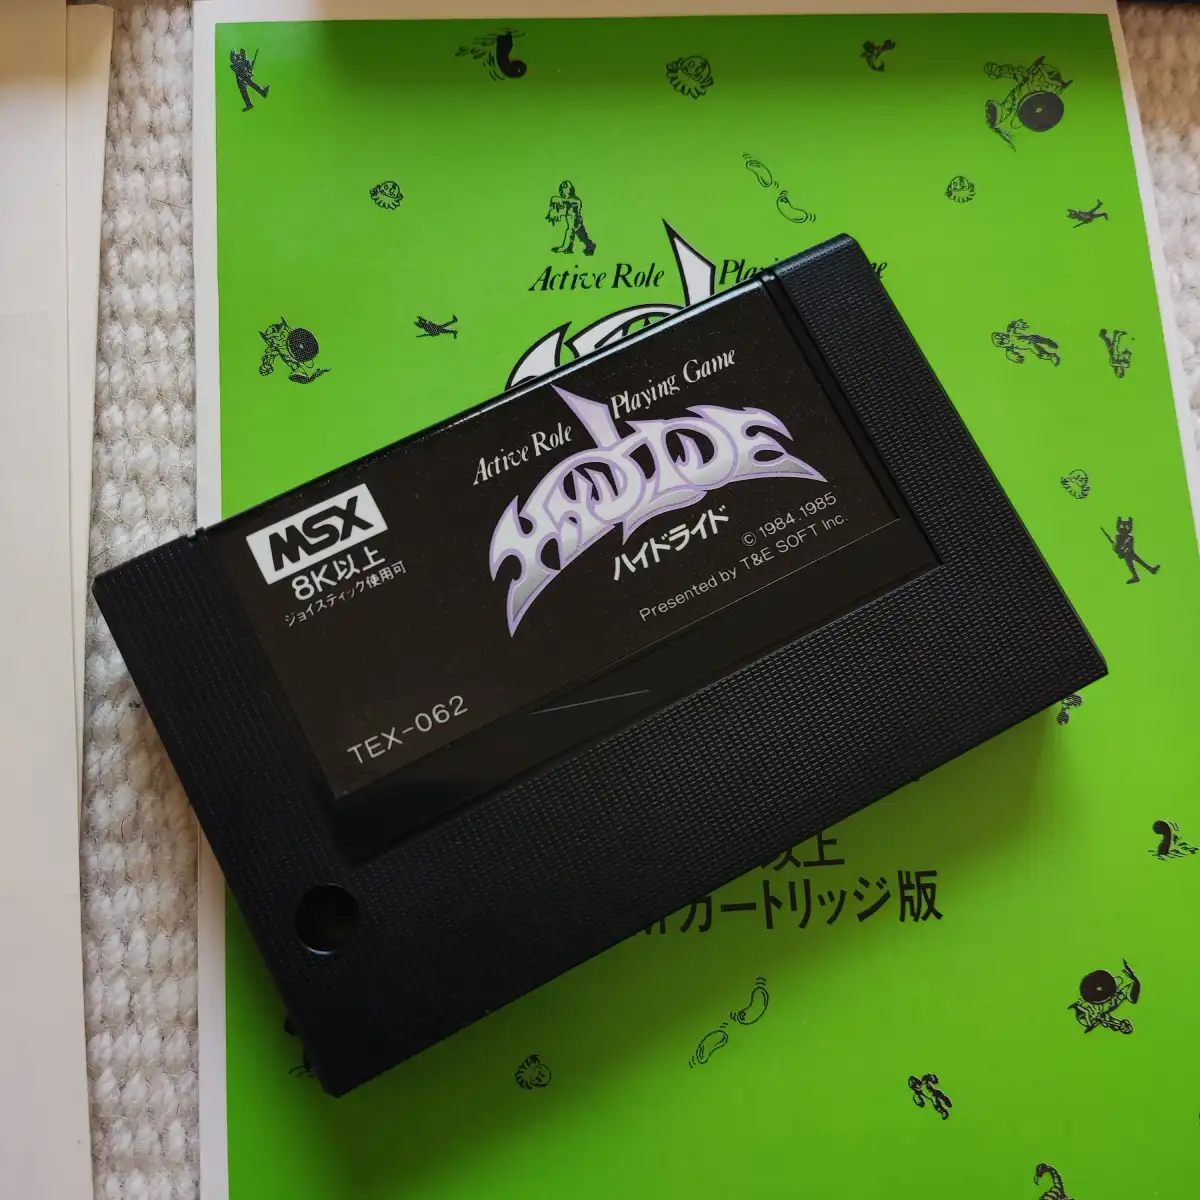 Active Role
MSX
8K以上
ジョイスティック使用可
Active Role Playing Game
HYDLIDE
ハイドライド
© 1984.1985
Presented by T&E SOFT Inc.
TEX-062
以上
カートリッジ版